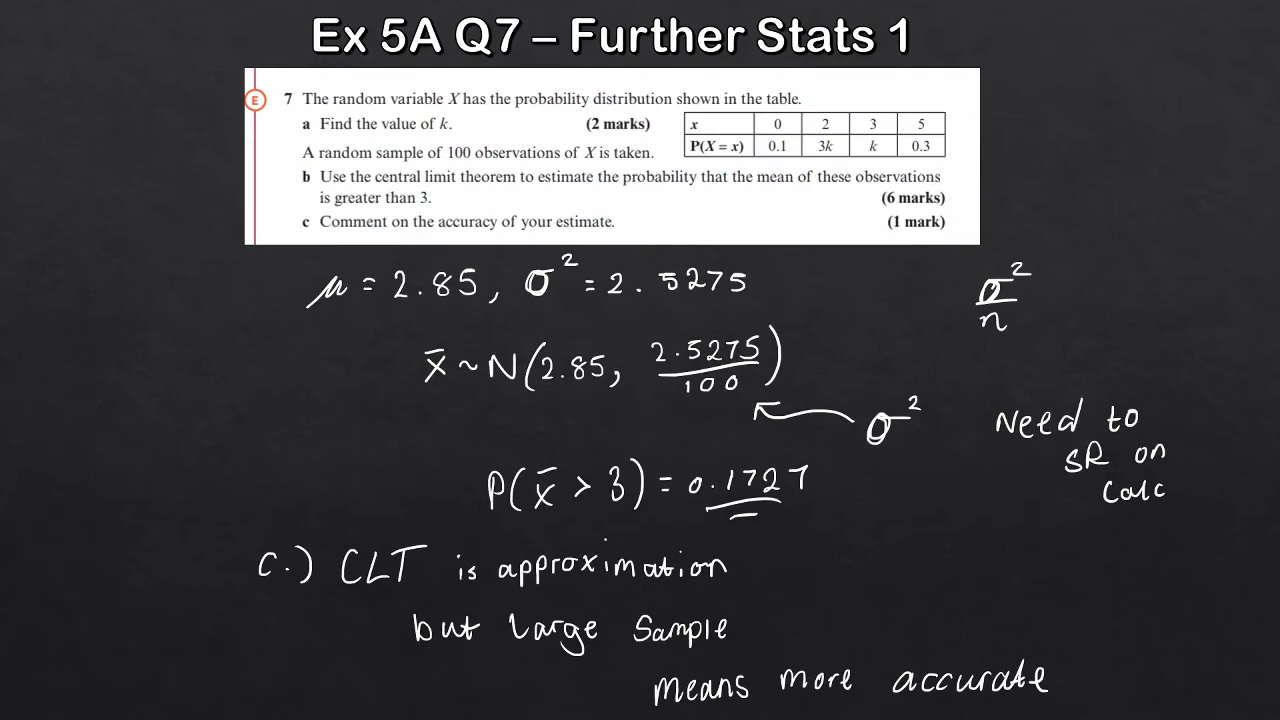 Ex 5A Q7 – Further Stats 1
E 7 The random variable X has the probability distribution shown in the table.
a Find the value of k. (2 marks)
x 0 2 3 5
P(X = x) 0.1 3k k 0.3
A random sample of 100 observations of X is taken.
b Use the central limit theorem to estimate the probability that the mean of these observations
is greater than 3. (6 marks)
c Comment on the accuracy of your estimate. (1 mark)
μ = 2.85, σ² = 2.5275
σ²/n
x̄ ~ N(2.85, 2.5275/100)
σ²
Need to
SR on
Calc
P(x̄ > 3) = 0.1727
c.) CLT is approximation
but large sample
means more accurate